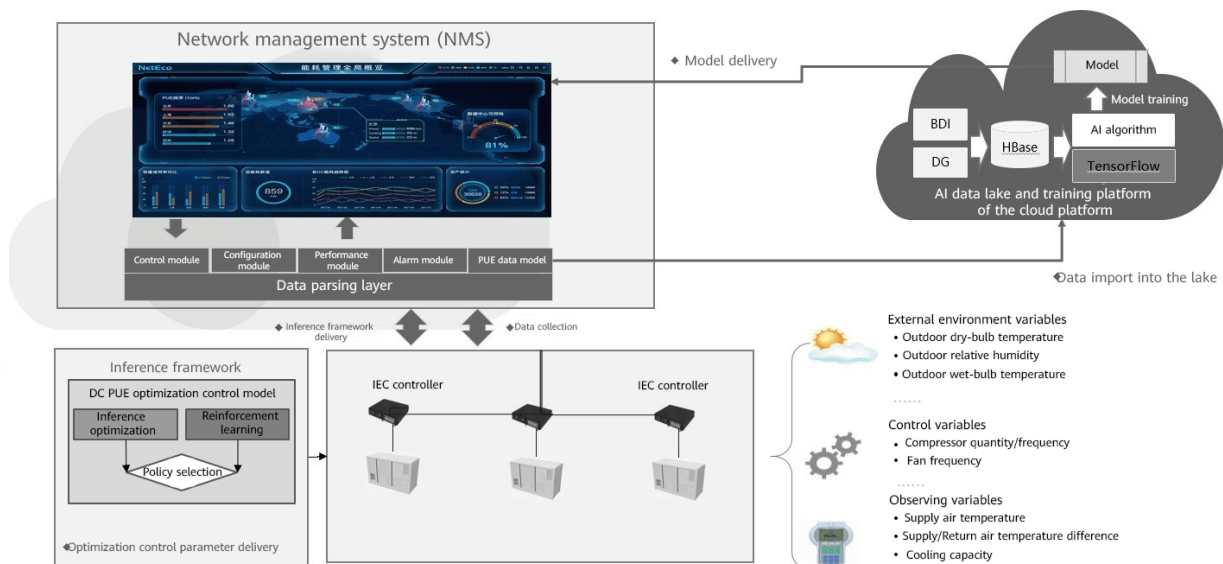 Network management system (NMS)
NetEco
能耗管理全局概览
81%
859
Control module
Configuration
module
Performance
module
Alarm module
PUE data model
Data parsing layer
◆ Model delivery
Model
Model training
BDI
DG
HBase
AI algorithm
TensorFlow
AI data lake and training platform
of the cloud platform
◆Data import into the lake
◆ Inference framework
delivery
◆Data collection
Inference framework
DC PUE optimization control model
Inference
optimization
Reinforcement
learning
Policy selection
◆Optimization control parameter delivery
IEC controller
IEC controller
External environment variables
• Outdoor dry-bulb temperature
• Outdoor relative humidity
• Outdoor wet-bulb temperature
......
Control variables
• Compressor quantity/frequency
• Fan frequency
......
Observing variables
• Supply air temperature
• Supply/Return air temperature difference
• Cooling capacity